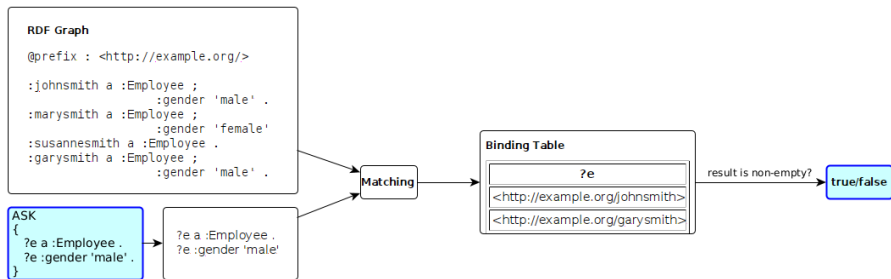 RDF Graph
@prefix : <http://example.org/>
:johnsmith a :Employee ;
:gender 'male' .
:marysmith a :Employee ;
:gender 'female'
:susannesmith a :Employee .
:garysmith a :Employee ;
:gender 'male' .
ASK
{
?e a :Employee .
?e :gender 'male' .
}
?e a :Employee .
?e :gender 'male'
Matching
Binding Table
?e
<http://example.org/johnsmith>
<http://example.org/garysmith>
result is non-empty?
true/false